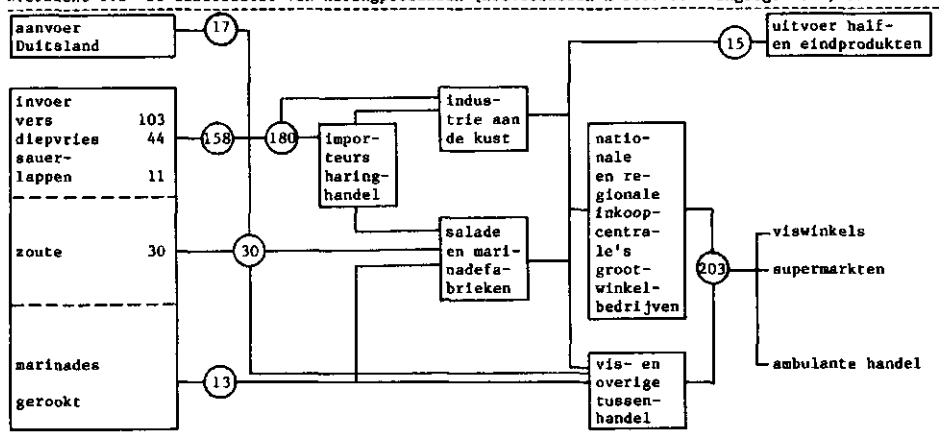 aanvoer
Duitsland
17
15
uitvoer half-
en eindprodukten
invoer
vers 103
diepvries 44
sauer-
lappen 11
158
180
impor-
teurs
haring-
handel
indus-
trie aan
de kust
natio-
nale
en re-
gionale
inkoop-
centra-
le's
groot-
winkel-
bedrijven
zoute 30
30
salade
en mari-
nadefa-
brieken
203
viswinkels
supermarkten
ambulante handel
marinades
gerookt
13
vis- en
overige
tussen-
handel